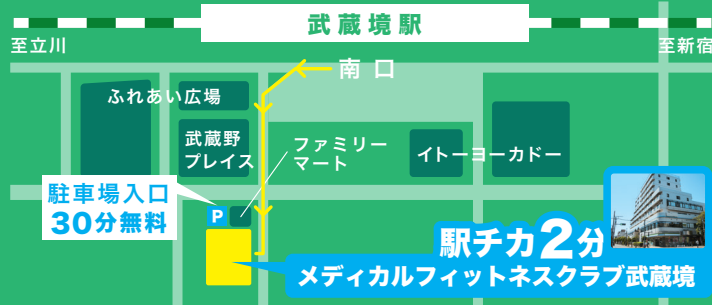 武蔵境駅
至立川
至新宿
南口
ふれあい広場
武蔵野
プレイス
ファミリー
マート
イトーヨーカドー
駐車場入口
30分無料
P
駅チカ2分
メディカルフィットネスクラブ武蔵境